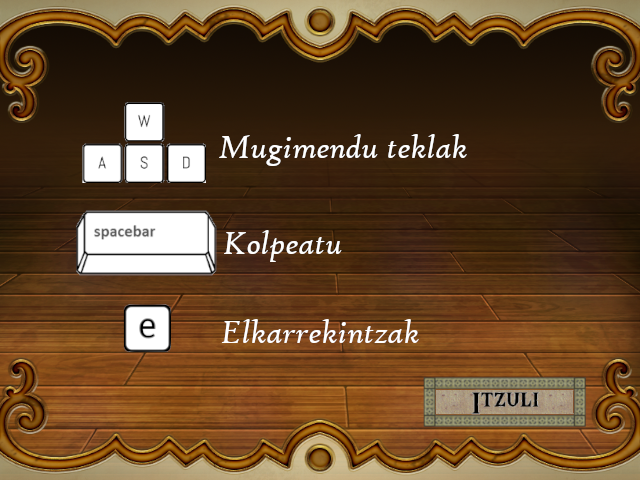 W
A S D
Mugimendu teklak
spacebar
Kolpeatu
e
Elkarrekintzak
Itzuli